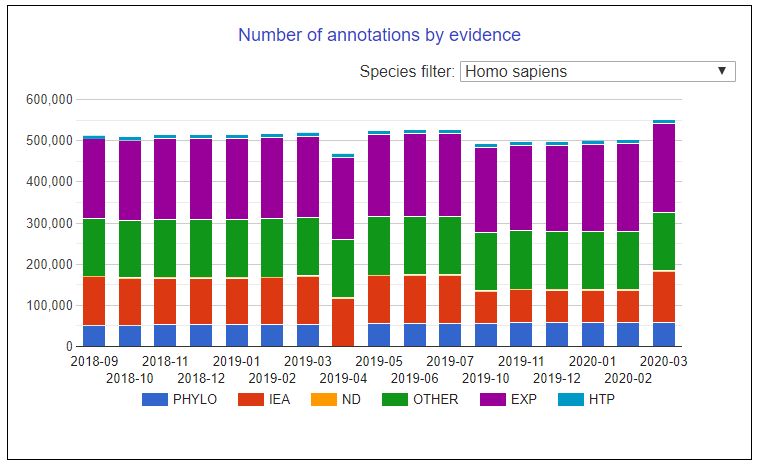 Number of annotations by evidence
Species filter: Homo sapiens ▼
600,000
500,000
400,000
300,000
200,000
100,000
0
2018-09 2018-11 2019-01 2019-03 2019-05 2019-07 2019-11 2020-01 2020-03
2018-10 2018-12 2019-02 2019-04 2019-06 2019-10 2019-12 2020-02
PHYLO IEA ND OTHER EXP HTP